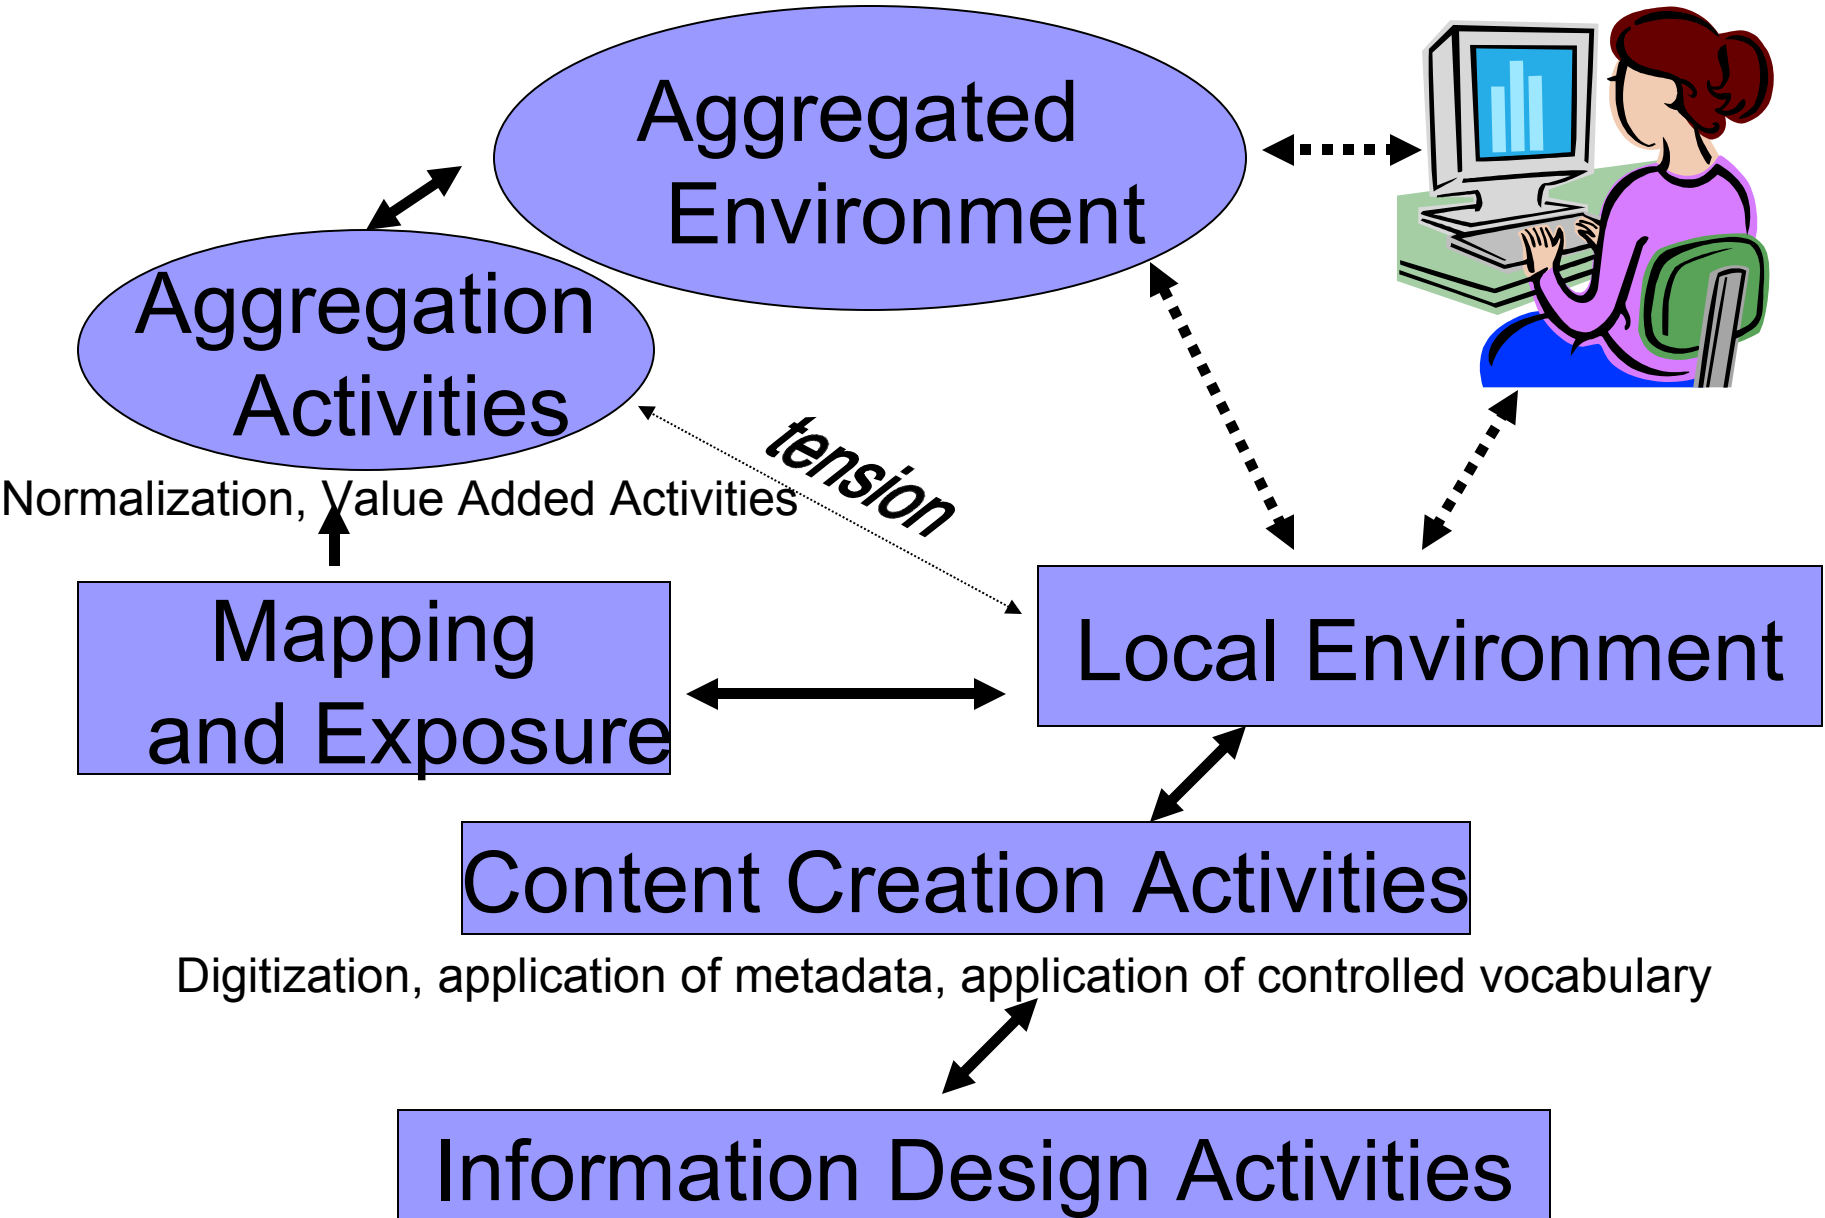 Aggregated
Environment
Aggregation
Activities
tension
Normalization, Value Added Activities
Mapping
and Exposure
Local Environment
Content Creation Activities
Digitization, application of metadata, application of controlled vocabulary
Information Design Activities